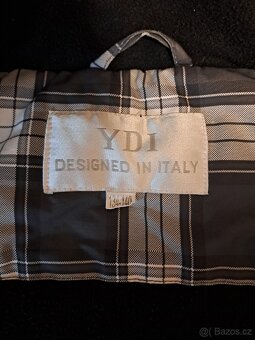 YDI
DESIGNED IN ITALY
134-140
© Bazos.cz